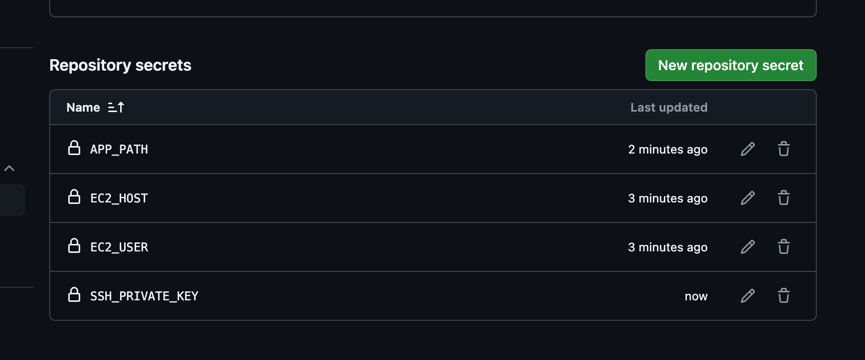 Repository secrets
New repository secret
Name
Last updated
APP_PATH
2 minutes ago
EC2_HOST
3 minutes ago
EC2_USER
3 minutes ago
SSH_PRIVATE_KEY
now